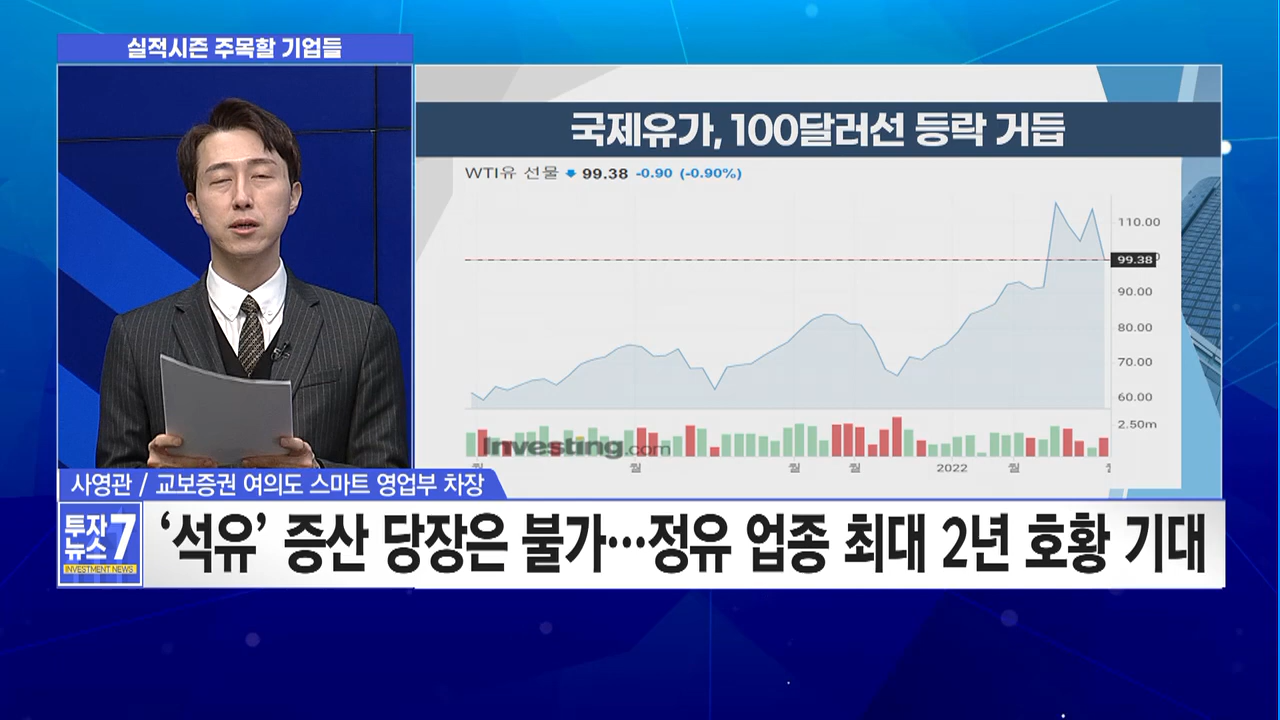 실적시즌 주목할 기업들
국제유가, 100달러선 등락 거듭
WTI유 선물 99.38 -0.90 (-0.90%)
110.00
99.38
90.00
80.00
70.00
60.00
2.50m
Investing.com
월 월 월 월 2022 월
사영관 / 교보증권 여의도 스마트 영업부 차장
투자
뉴스7
INVESTMENT NEWS
‘석유’ 증산 당장은 불가…정유 업종 최대 2년 호황 기대